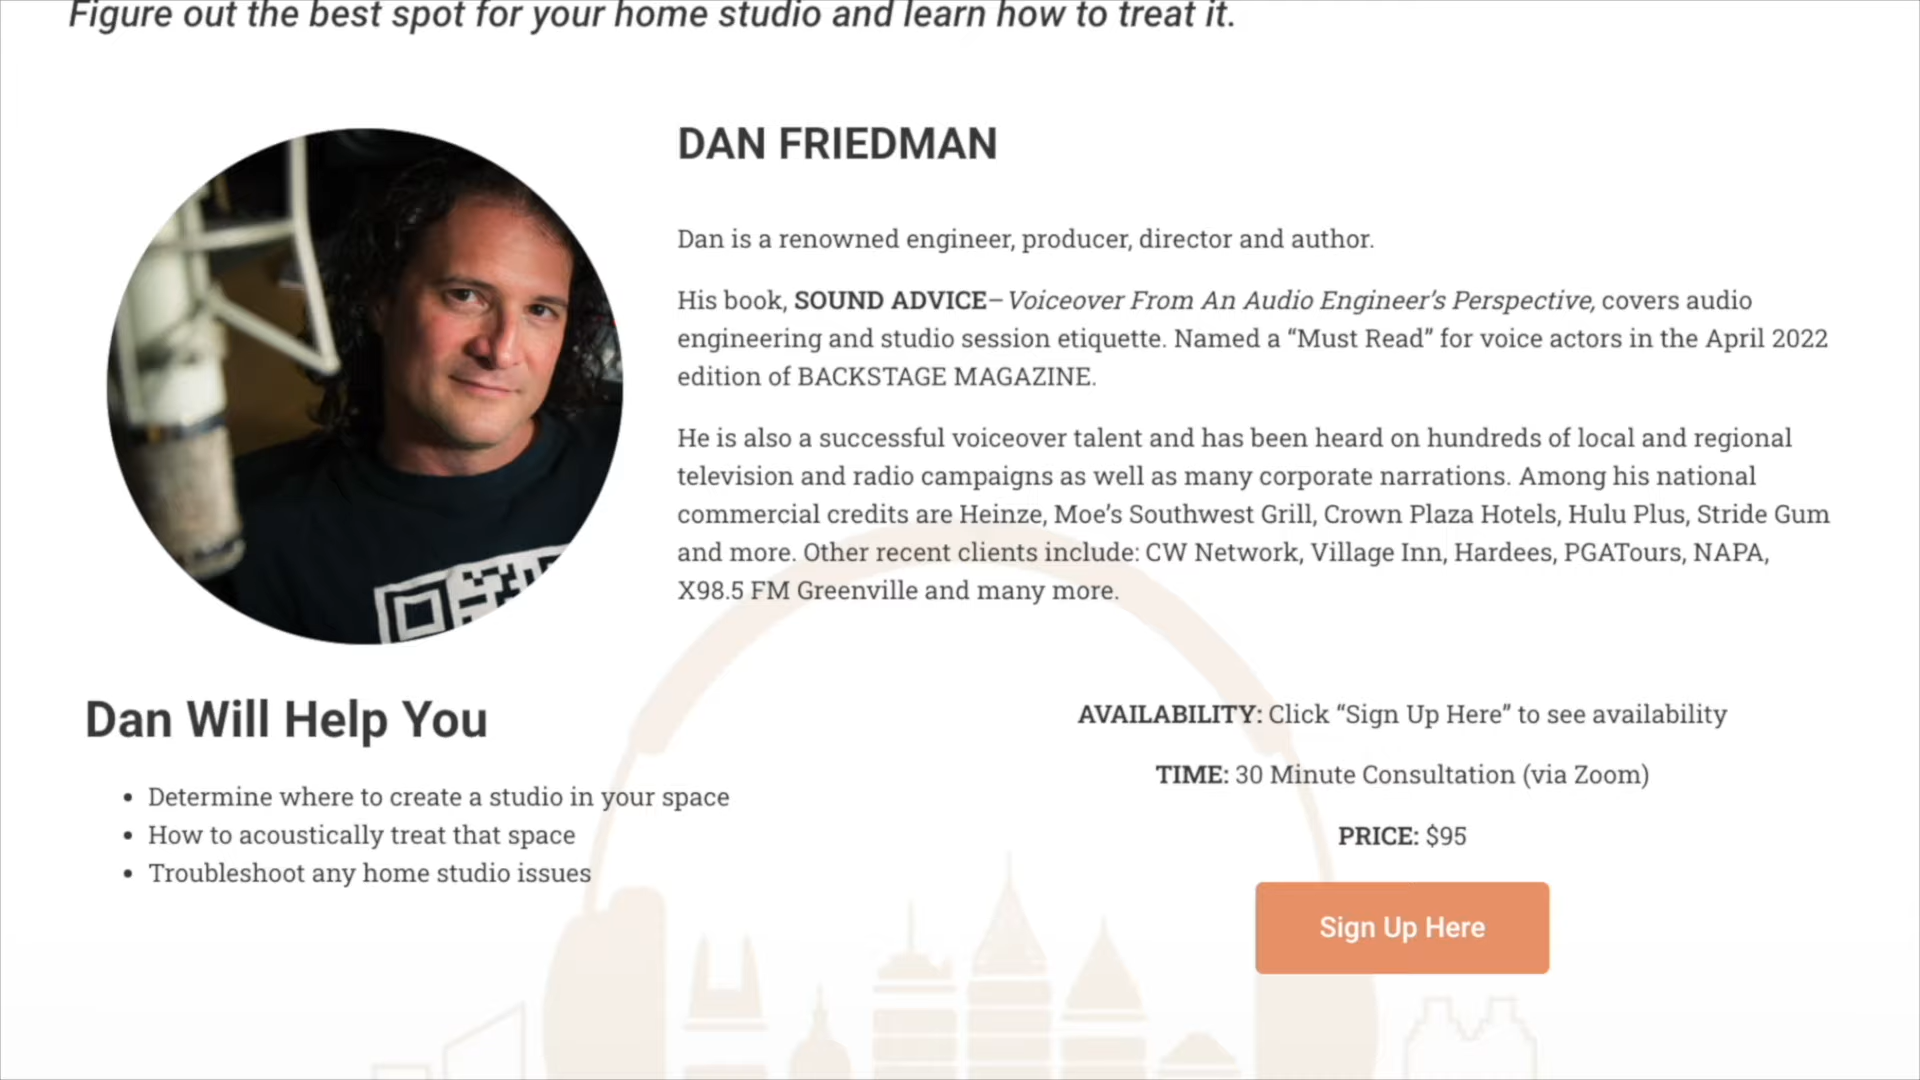 Figure out the best spot for your home studio and learn how to treat it.
DAN FRIEDMAN
Dan is a renowned engineer, producer, director and author.
His book, SOUND ADVICE–Voiceover From An Audio Engineer’s Perspective, covers audio
engineering and studio session etiquette. Named a “Must Read” for voice actors in the April 2022
edition of BACKSTAGE MAGAZINE.
He is also a successful voiceover talent and has been heard on hundreds of local and regional
television and radio campaigns as well as many corporate narrations. Among his national
commercial credits are Heinze, Moe’s Southwest Grill, Crown Plaza Hotels, Hulu Plus, Stride Gum
and more. Other recent clients include: CW Network, Village Inn, Hardees, PGATours, NAPA,
X98.5 FM Greenville and many more.
Dan Will Help You
• Determine where to create a studio in your space
• How to acoustically treat that space
• Troubleshoot any home studio issues
AVAILABILITY: Click “Sign Up Here” to see availability
TIME: 30 Minute Consultation (via Zoom)
PRICE: $95
Sign Up Here